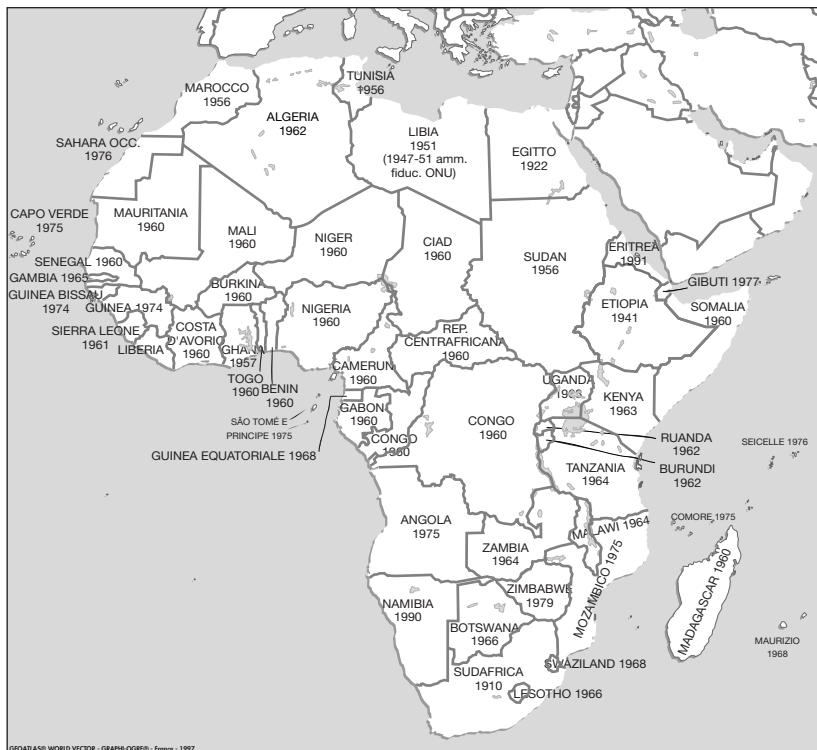 MAROCCO
1956
TUNISIA
1956
ALGERIA
1962
LIBIA
1951
(1947-51 amm.
fiduc. ONU)
EGITTO
1922
SAHARA OCC.
1976
CAPO VERDE
1975
MAURITANIA
1960
MALI
1960
NIGER
1960
CIAD
1960
SUDAN
1956
ERITREA
1991
GIBUTI 1977
SENEGAL 1960
GAMBIA 1965
GUINEA BISSAU
1974
GUINEA 1974
BURKINA
1960
NIGERIA
1960
ETIOPIA
1941
SOMALIA
1960
SIERRA LEONE
1961
LIBERIA
COSTA
D'AVORIO
1960
GHANA
1957
TOGO
1960
BENIN
1960
REP.
CENTRAFRICANA
1960
CAMERUN
1960
UGANDA
KENYA
1963
GABON
1960
CONGO
1960
CONGO
1960
SÃO TOMÉ E
PRINCIPE 1975
GUINEA EQUATORIALE 1968
RUANDA
1962
BURUNDI
1962
SEICELLE 1976
TANZANIA
1964
COMORE 1975
ANGOLA
1975
ZAMBIA
1964
MALAWI 1964
MOZAMBICO 1975
MADAGASCAR 1960
ZIMBABWE
1979
NAMIBIA
1990
BOTSWANA
1966
MAURIZIO
1968
SUDAFRICA
1910
SWAZILAND 1968
LESOTHO 1966
GEOATLAS® WORLD VECTOR - GRAPHI-OGRE® - France - 1997